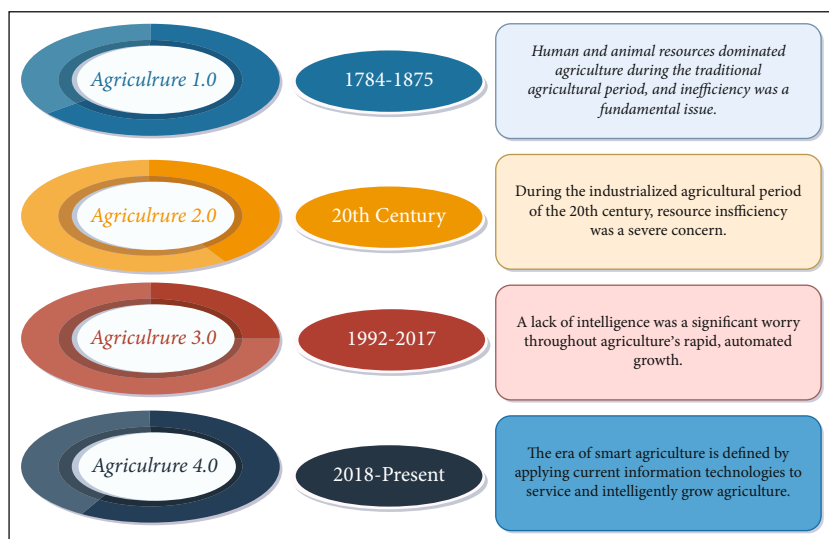 Agriculrure 1.0
1784-1875
Human and animal resources dominated
agriculture during the traditional
agricultural period, and inefficiency was a
fundamental issue.
Agriculrure 2.0
20th Century
During the industrialized agricultural period
of the 20th century, resource insfficiency
was a severe concern.
Agriculrure 3.0
1992-2017
A lack of intelligence was a significant worry
throughout agriculture's rapid, automated
growth.
Agriculrure 4.0
2018-Present
The era of smart agriculture is defined by
applying current information technologies to
service and intelligently grow agriculture.